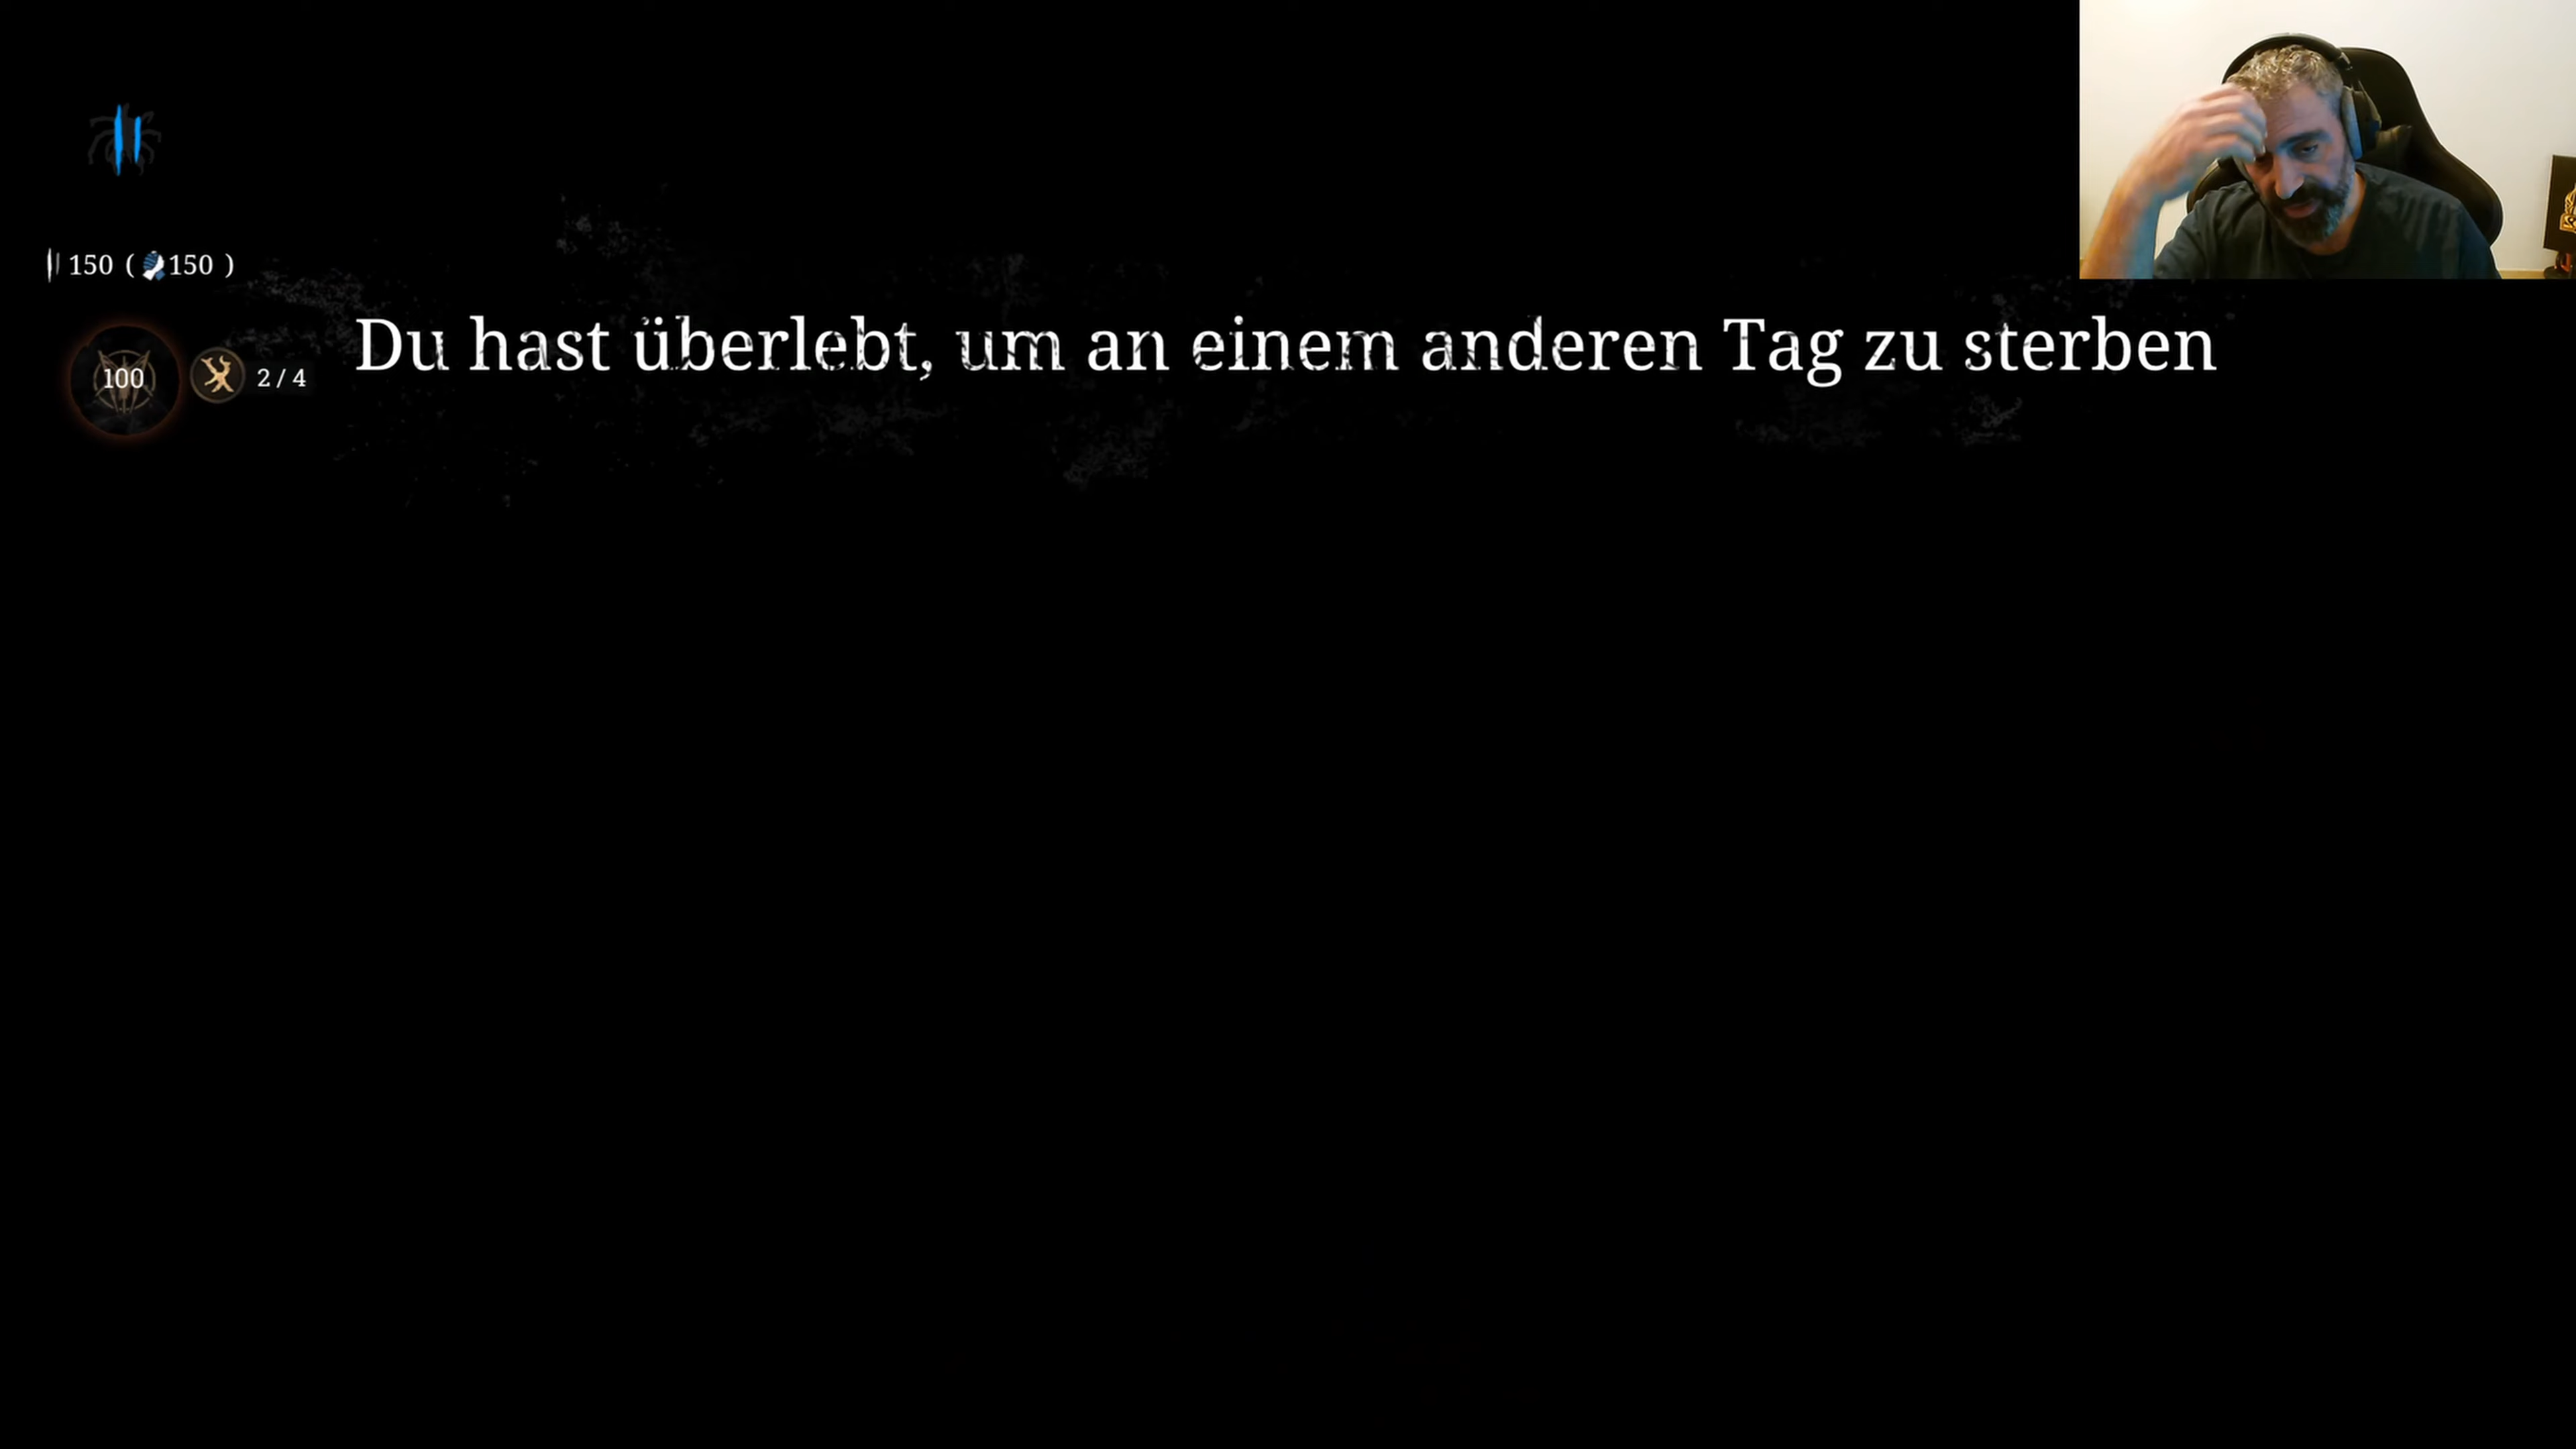 150 ( 150 )
Du hast überlebt, um an einem anderen Tag zu sterben
100 2 / 4